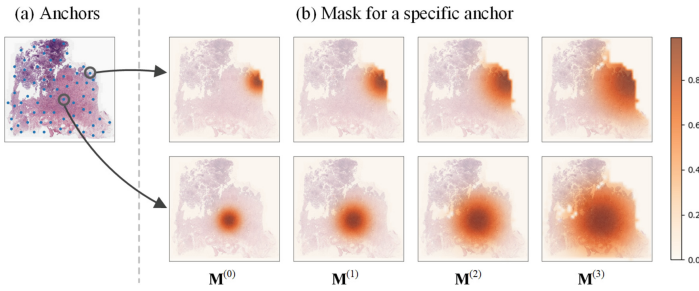 (a) Anchors
(b) Mask for a specific anchor
0.8
0.6
0.4
0.2
0.0
M(0)
M(1)
M(2)
M(3)